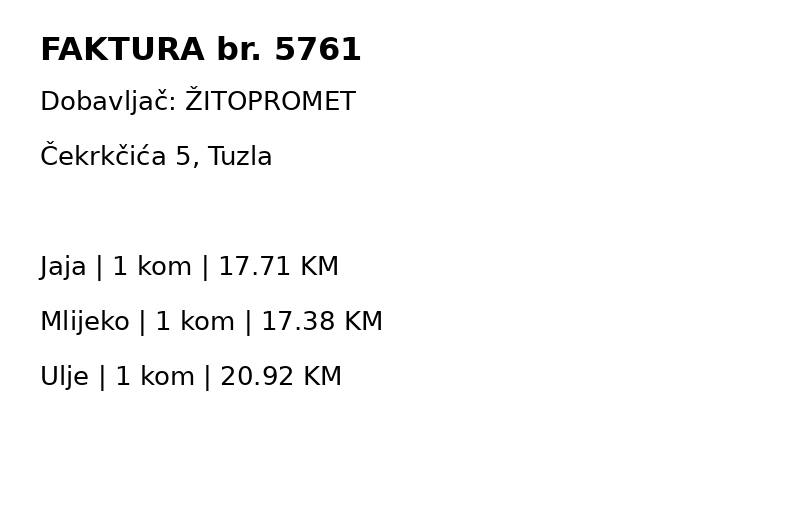 FAKTURA br. 5761
Dobavljač: ŽITOPROMET
Čekrkčića 5, Tuzla
Jaja | 1 kom | 17.71 KM
Mlijeko | 1 kom | 17.38 KM
Ulje | 1 kom | 20.92 KM